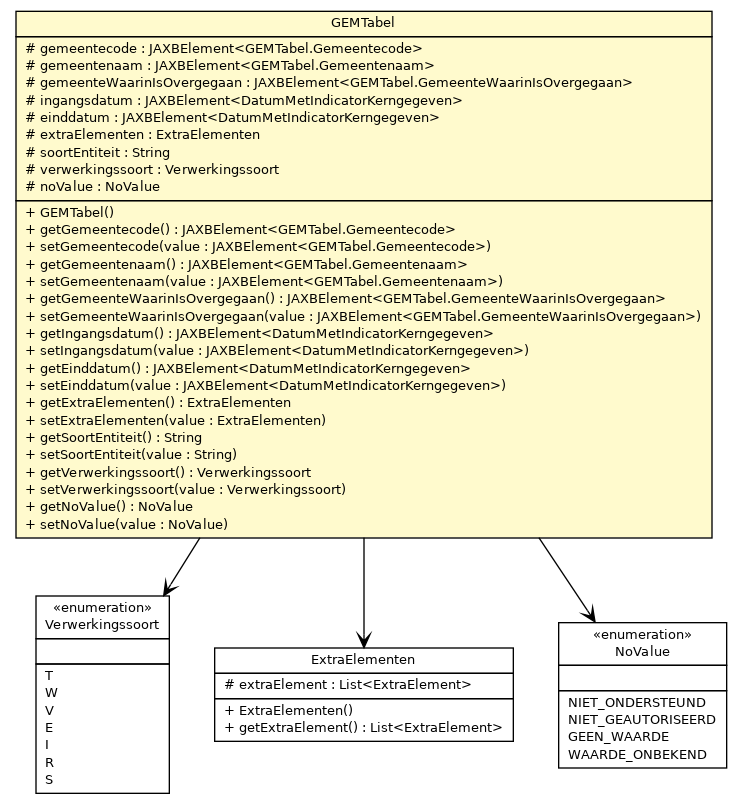 GEMTabel
# gemeentecode : JAXBElement<GEMTabel.Gemeentecode>
# gemeentenaam : JAXBElement<GEMTabel.Gemeentenaam>
# gemeenteWaarinIsOvergegaan : JAXBElement<GEMTabel.GemeenteWaarinIsOvergegaan>
# ingangsdatum : JAXBElement<DatumMetIndicatorKerngegeven>
# einddatum : JAXBElement<DatumMetIndicatorKerngegeven>
# extraElementen : ExtraElementen
# soortEntiteit : String
# verwerkingssoort : Verwerkingssoort
# noValue : NoValue
+ GEMTabel()
+ getGemeentecode() : JAXBElement<GEMTabel.Gemeentecode>
+ setGemeentecode(value : JAXBElement<GEMTabel.Gemeentecode>)
+ getGemeentenaam() : JAXBElement<GEMTabel.Gemeentenaam>
+ setGemeentenaam(value : JAXBElement<GEMTabel.Gemeentenaam>)
+ getGemeenteWaarinIsOvergegaan() : JAXBElement<GEMTabel.GemeenteWaarinIsOvergegaan>
+ setGemeenteWaarinIsOvergegaan(value : JAXBElement<GEMTabel.GemeenteWaarinIsOvergegaan>)
+ getIngangsdatum() : JAXBElement<DatumMetIndicatorKerngegeven>
+ setIngangsdatum(value : JAXBElement<DatumMetIndicatorKerngegeven>)
+ getEinddatum() : JAXBElement<DatumMetIndicatorKerngegeven>
+ setEinddatum(value : JAXBElement<DatumMetIndicatorKerngegeven>)
+ getExtraElementen() : ExtraElementen
+ setExtraElementen(value : ExtraElementen)
+ getSoortEntiteit() : String
+ setSoortEntiteit(value : String)
+ getVerwerkingssoort() : Verwerkingssoort
+ setVerwerkingssoort(value : Verwerkingssoort)
+ getNoValue() : NoValue
+ setNoValue(value : NoValue)
«enumeration»
Verwerkingssoort
T
W
V
E
I
R
S
ExtraElementen
# extraElement : List<ExtraElement>
+ ExtraElementen()
+ getExtraElement() : List<ExtraElement>
«enumeration»
NoValue
NIET_ONDERSTEUND
NIET_GEAUTORISEERD
GEEN_WAARDE
WAARDE_ONBEKEND